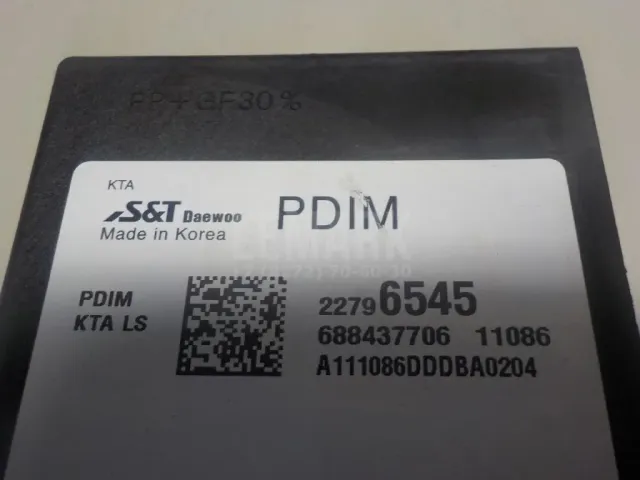 PP+GF30%
KTA
S&T Daewoo
PDIM
Made in Korea
PDIM
KTA LS
22796545
688437706 11086
A111086DDDBA0204